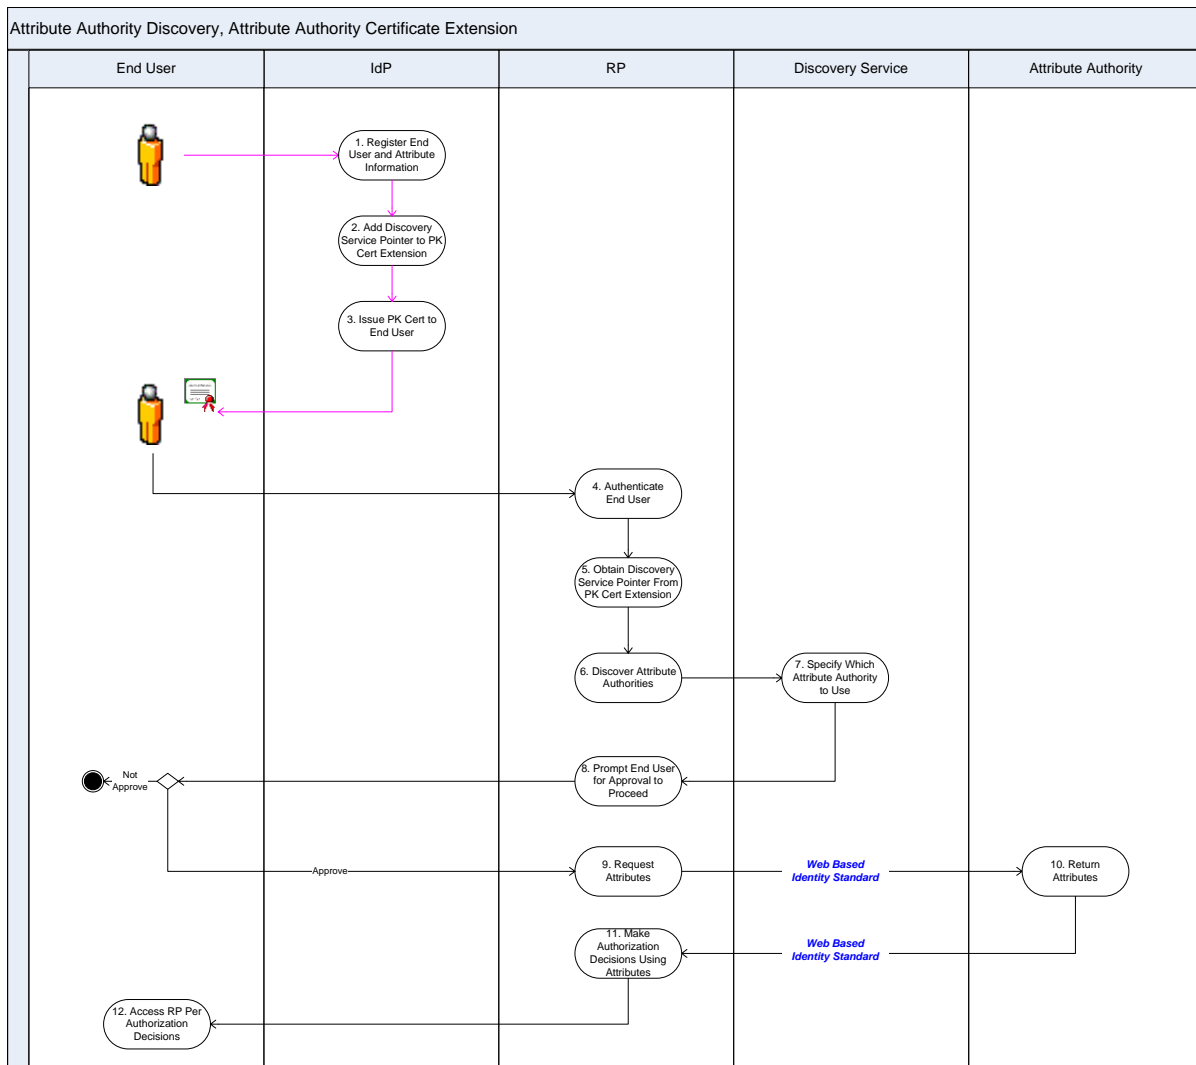 Attribute Authority Discovery, Attribute Authority Certificate Extension
End User
IdP
RP
Discovery Service
Attribute Authority
1. Register End
User and Attribute
Information
2. Add Discovery
Service Pointer to PK
Cert Extension
3. Issue PK Cert to
End User
4. Authenticate
End User
5. Obtain Discovery
Service Pointer From
PK Cert Extension
6. Discover Attribute
Authorities
7. Specify Which
Attribute Authority
to Use
8. Prompt End User
for Approval to
Proceed
Not
Approve
Approve
9. Request
Attributes
Web Based
Identity Standard
10. Return
Attributes
11. Make
Authorization
Decisions Using
Attributes
Web Based
Identity Standard
12. Access RP Per
Authorization
Decisions